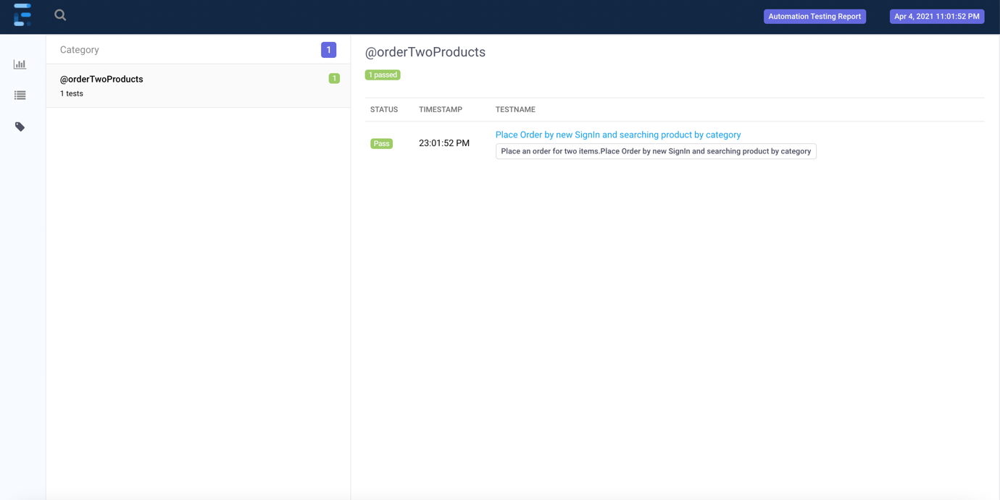 Automation Testing Report
Apr 4, 2021 11:01:52 PM
Category
1
@orderTwoProducts
1
1 tests
@orderTwoProducts
1 passed
STATUS TIMESTAMP TESTNAME
Place Order by new SignIn and searching product by category
Pass 23:01:52 PM
Place an order for two items.Place Order by new SignIn and searching product by category